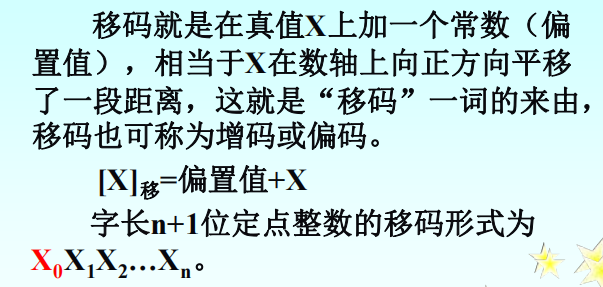 移码就是在真值X上加一个常数（偏
置值），相当于X在数轴上向正方向平移
了一段距离，这就是“移码”一词的来由，
移码也可称为增码或偏码。
[X]移=偏置值+X
字长n+1位定点整数的移码形式为
X₀X₁X₂…Xₙ。